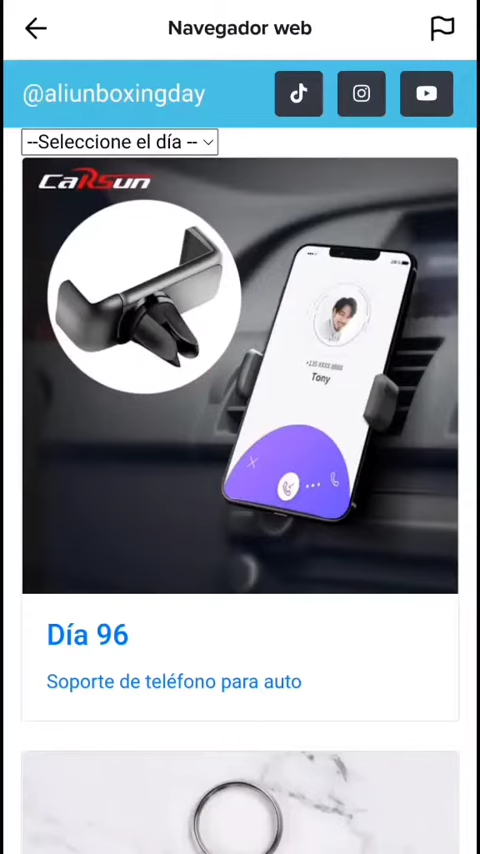 Navegador web
@aliunboxingday
--Seleccione el día --
CaRSun
Tony
Día 96
Soporte de teléfono para auto